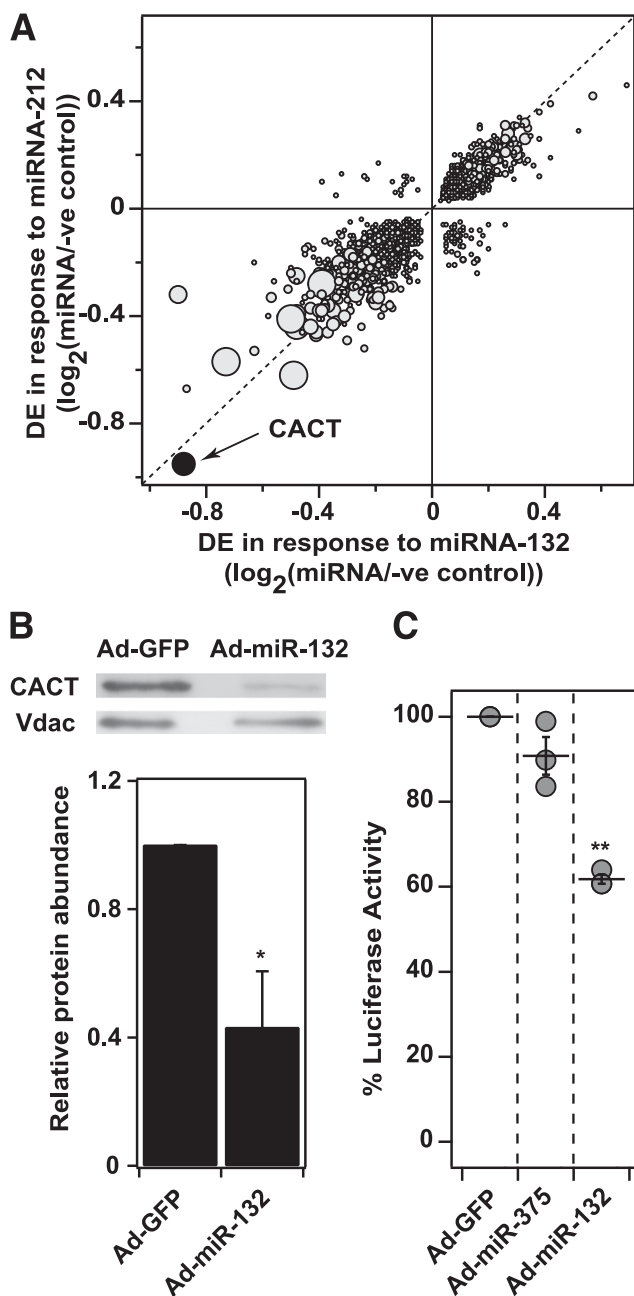 A
DE in response to miRNA-212
(log2(miRNA/-ve control))
0.4
0
-0.4
-0.8
CACT
-0.8 -0.4 0 0.4
DE in response to miRNA-132
(log2(miRNA/-ve control))
B
Ad-GFP Ad-miR-132
CACT
Vdac
Relative protein abundance
1.2
0.8
0.4
0
*
Ad-GFP
Ad-miR-132
C
% Luciferase Activity
100
80
60
40
20
0
**
Ad-GFP
Ad-miR-375
Ad-miR-132